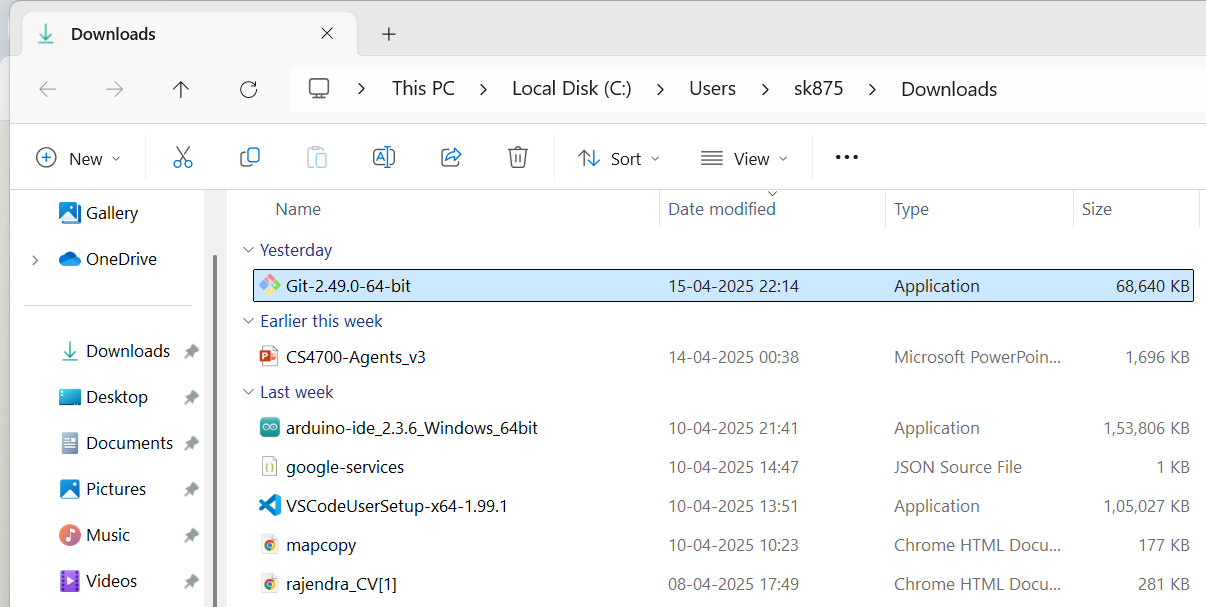 Downloads
This PC > Local Disk (C:) > Users > sk875 > Downloads
New Sort View
Gallery
OneDrive
Downloads
Desktop
Documents
Pictures
Music
Videos
Name Date modified Type Size
Yesterday
Git-2.49.0-64-bit 15-04-2025 22:14 Application 68,640 KB
Earlier this week
CS4700-Agents_v3 14-04-2025 00:38 Microsoft PowerPoin... 1,696 KB
Last week
arduino-ide_2.3.6_Windows_64bit 10-04-2025 21:41 Application 1,53,806 KB
google-services 10-04-2025 14:47 JSON Source File 1 KB
VSCodeUserSetup-x64-1.99.1 10-04-2025 13:51 Application 1,05,027 KB
mapcopy 10-04-2025 10:23 Chrome HTML Docu... 177 KB
rajendra_CV[1] 08-04-2025 17:49 Chrome HTML Docu... 281 KB